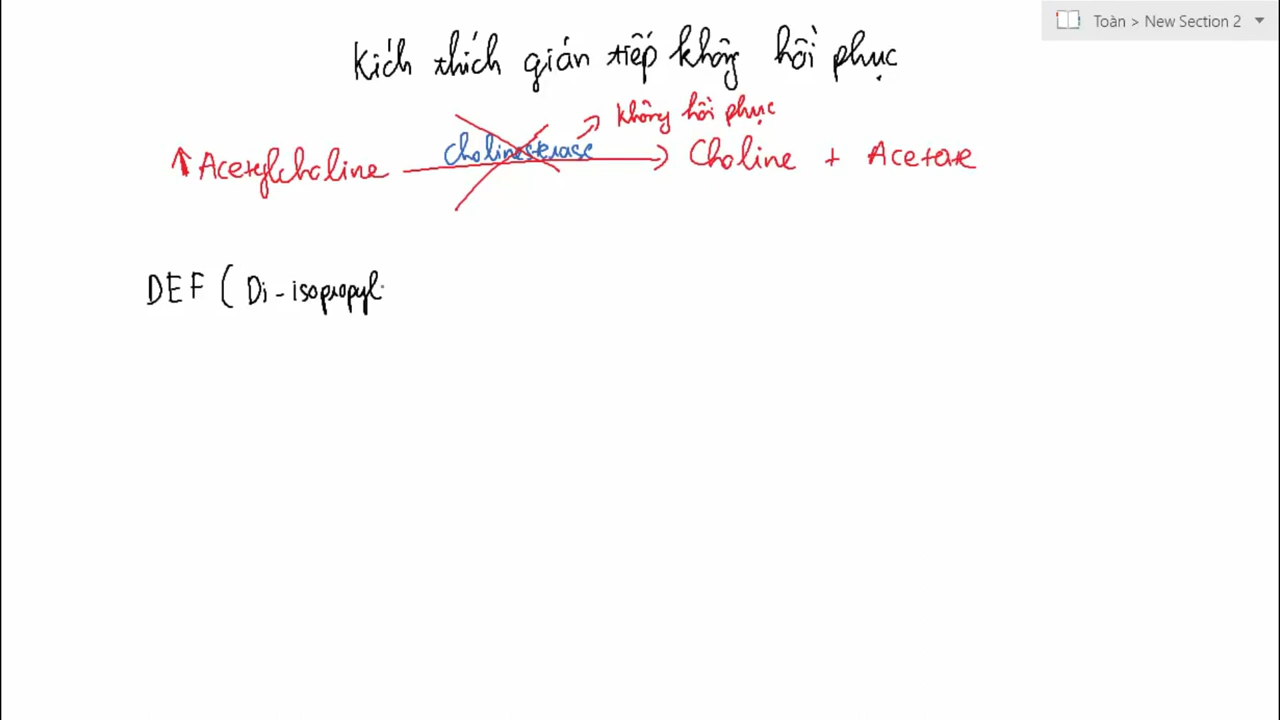 Toàn > New Section 2
Kích thích gián tiếp không hồi phục
không hồi phục
↑ Acetylcholine cholinesterase → Choline + Acetate
DEF ( Di - isopropyl